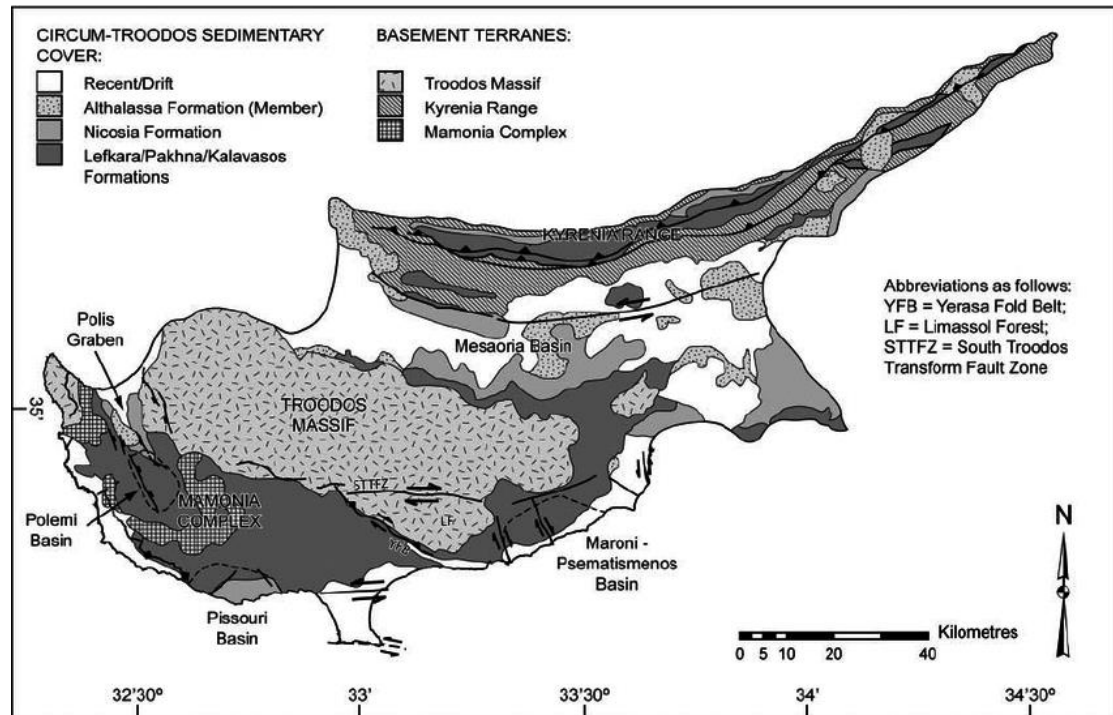 CIRCUM-TROODOS SEDIMENTARY
COVER:
Recent/Drift
Althalassa Formation (Member)
Nicosia Formation
Lefkara/Pakhna/Kalavasos
Formations
BASEMENT TERRANES:
Troodos Massif
Kyrenia Range
Mamonia Complex
KYRENIA RANGE
Abbreviations as follows:
YFB = Yerasa Fold Belt;
LF = Limassol Forest;
STTFZ = South Troodos
Transform Fault Zone
Polis
Graben
Mesaoria Basin
35'
TROODOS
MASSIF
STTFZ
MAMONIA
COMPLEX
LF
YFB
Polemi
Basin
Maroni -
Psematismenos
Basin
Pissouri
Basin
N
Kilometres
0 5 10 20 40
32'30º
33'
33'30º
34'
34'30º